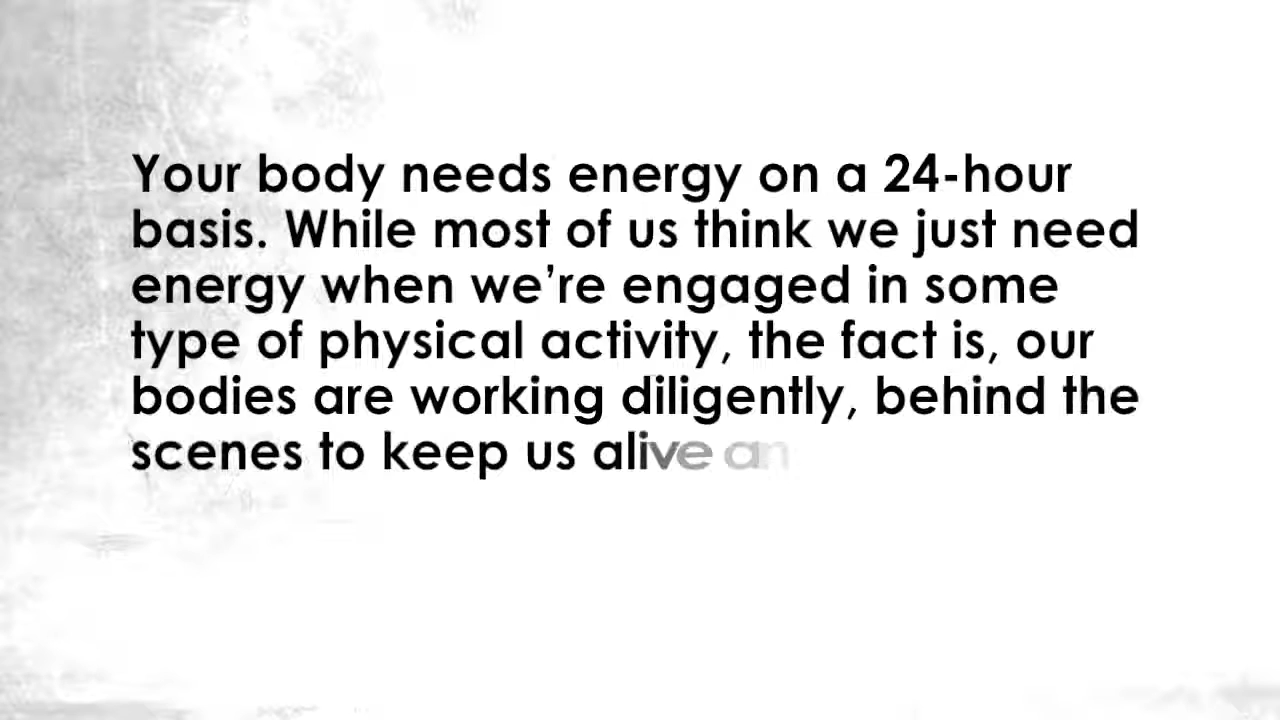 Your body needs energy on a 24-hour
basis. While most of us think we just need
energy when we’re engaged in some
type of physical activity, the fact is, our
bodies are working diligently, behind the
scenes to keep us alive an